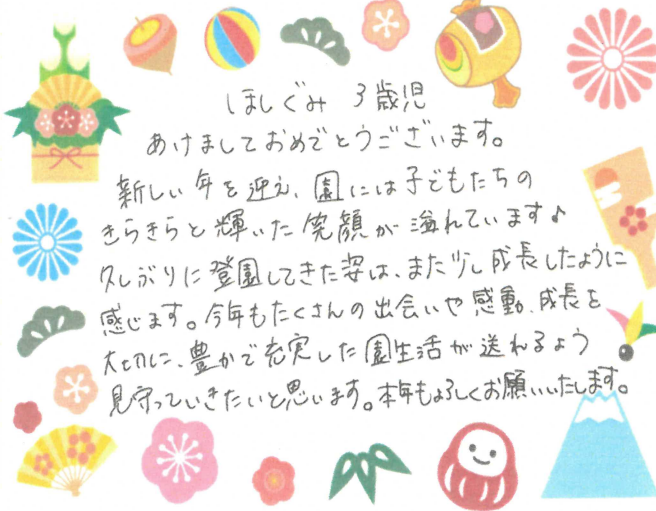 ほしぐみ 3歳児
あけましておめでとうございます。
新しい年を迎え、園には子どもたちの
きらきらと輝いた笑顔が溢れています♪
久しぶりに登園してきた姿は、また少し成長したように
感じます。今年もたくさんの出会いや感動、成長を
大切に、豊かで充実した園生活が送れるよう
見守っていきたいと思います。本年もよろしくお願いいたします。